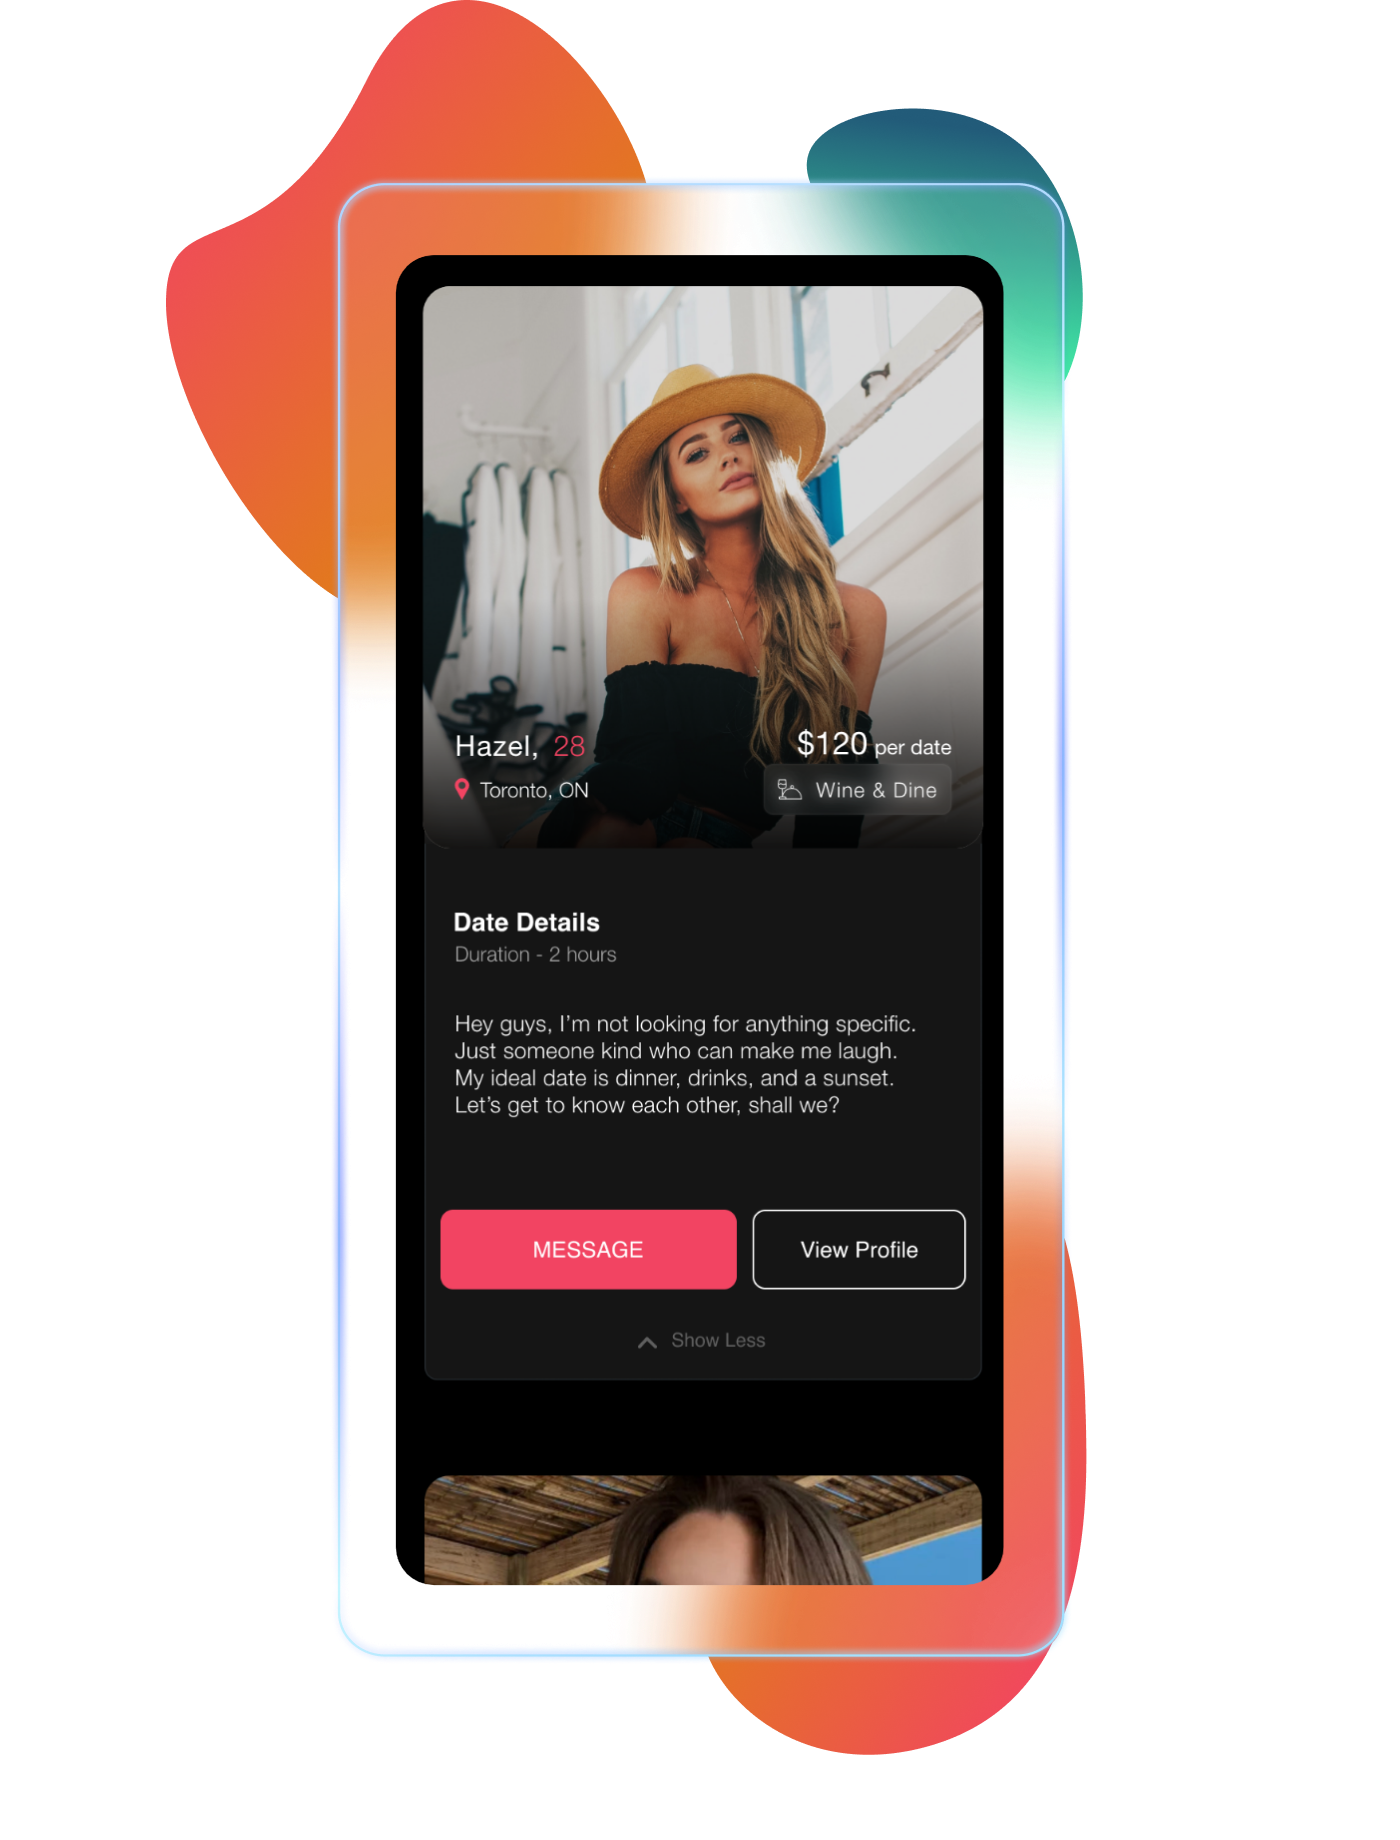 Hazel, 28
$120 per date
Toronto, ON
Wine & Dine
Date Details
Duration - 2 hours
Hey guys, I’m not looking for anything specific.
Just someone kind who can make me laugh.
My ideal date is dinner, drinks, and a sunset.
Let’s get to know each other, shall we?
MESSAGE
View Profile
Show Less